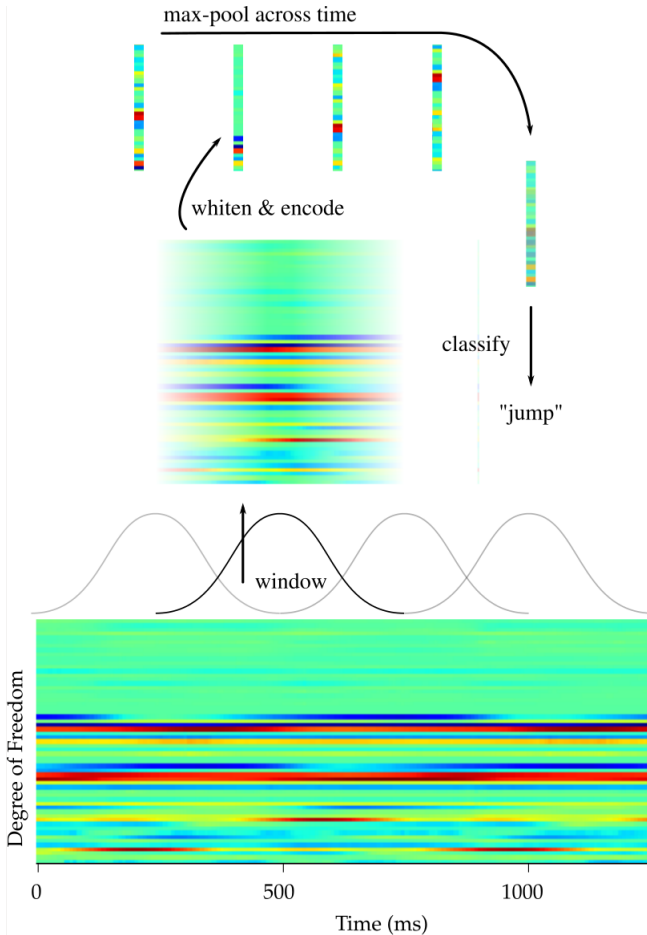 max-pool across time
whiten & encode
classify
"jump"
window
Degree of Freedom
0
500
1000
Time (ms)